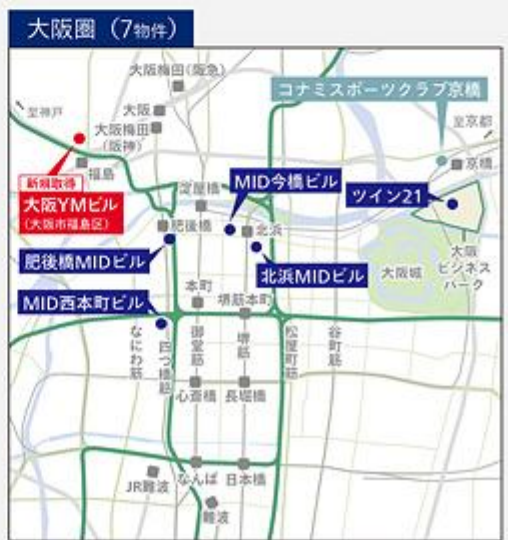 大阪圏（7物件）
大阪梅田(阪急)
コナミスポーツクラブ京橋
至神戸
大阪
大阪梅田
(阪神)
至京都
京橋
福島
新規取得
大阪YMビル
(大阪市福島区)
淀屋橋
MID今橋ビル
ツイン21
肥後橋
北浜
肥後橋MIDビル
北浜MIDビル
大阪城
大阪
ビジネス
パーク
MID西本町ビル
本町
堺筋本町
なにわ筋
四つ橋筋
御堂筋
堺筋
松屋町筋
谷町筋
心斎橋
長堀橋
JR難波
なんば
日本橋
難波